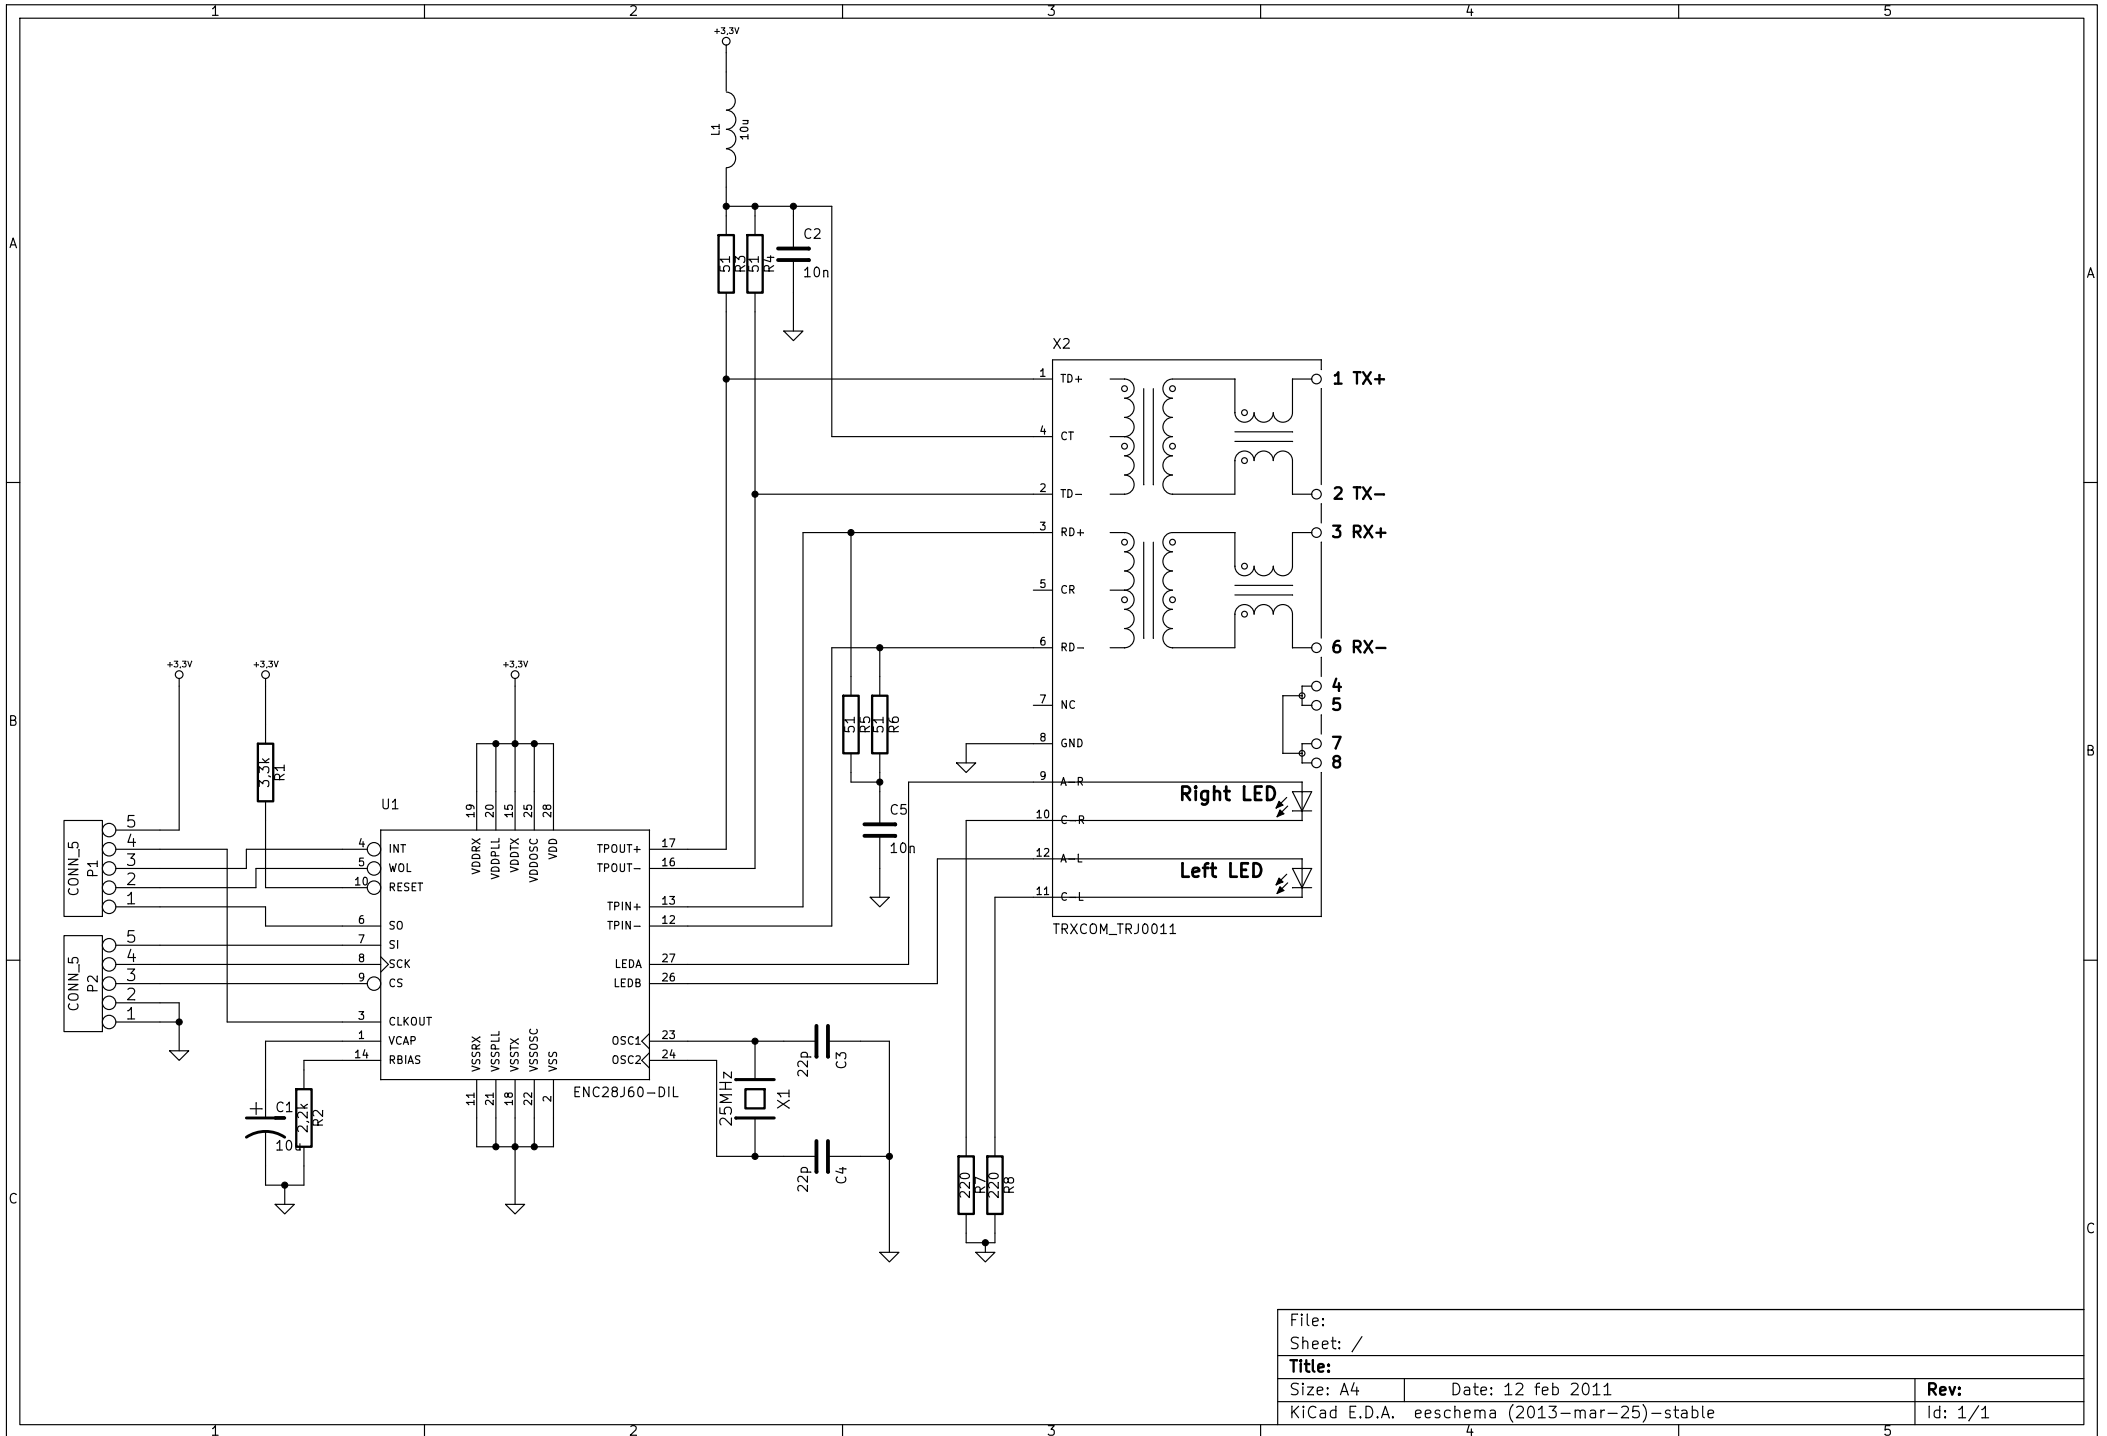 1 2 3 4 5
A
B
C
A
B
C
+3,3V
L1
10u
51
R3
51
R4
C2
10n
X2
1 TD+
4 CT
2 TD-
3 RD+
5 CR
6 RD-
7 NC
8 GND
9 A-R
10 C-R
12 A-L
11 C-L
1 TX+
2 TX-
3 RX+
6 RX-
4
5
7
8
Right LED
Left LED
TRXCOM_TRJ0011
51
R5
51
R6
C5
10n
+3,3V
+3,3V
+3,3V
3,3k
R1
U1
19 20 15 25 28
VDDRX VDDPLL VDDTX VDDOSC VDD
CONN_5
P1
5
4
3
2
1
CONN_5
P2
5
4
3
2
1
4 INT
5 WOL
10 RESET
6 SO
7 SI
8 SCK
9 CS
3 CLKOUT
1 VCAP
14 RBIAS
TPOUT+ 17
TPOUT- 16
TPIN+ 13
TPIN- 12
LEDA 27
LEDB 26
OSC1 23
OSC2 24
VSSRX VSSPLL VSSTX VSSOSC VSS
11 21 18 22 2
ENC28J60-DIL
C1
2,2k
R2
25MHz
X1
22p
C3
22p
C4
220
R7
220
R8
File:
Sheet: /
Title:
Size: A4 Date: 12 feb 2011 Rev:
KiCad E.D.A. eeschema (2013-mar-25)-stable Id: 1/1
1 2 3 4 5